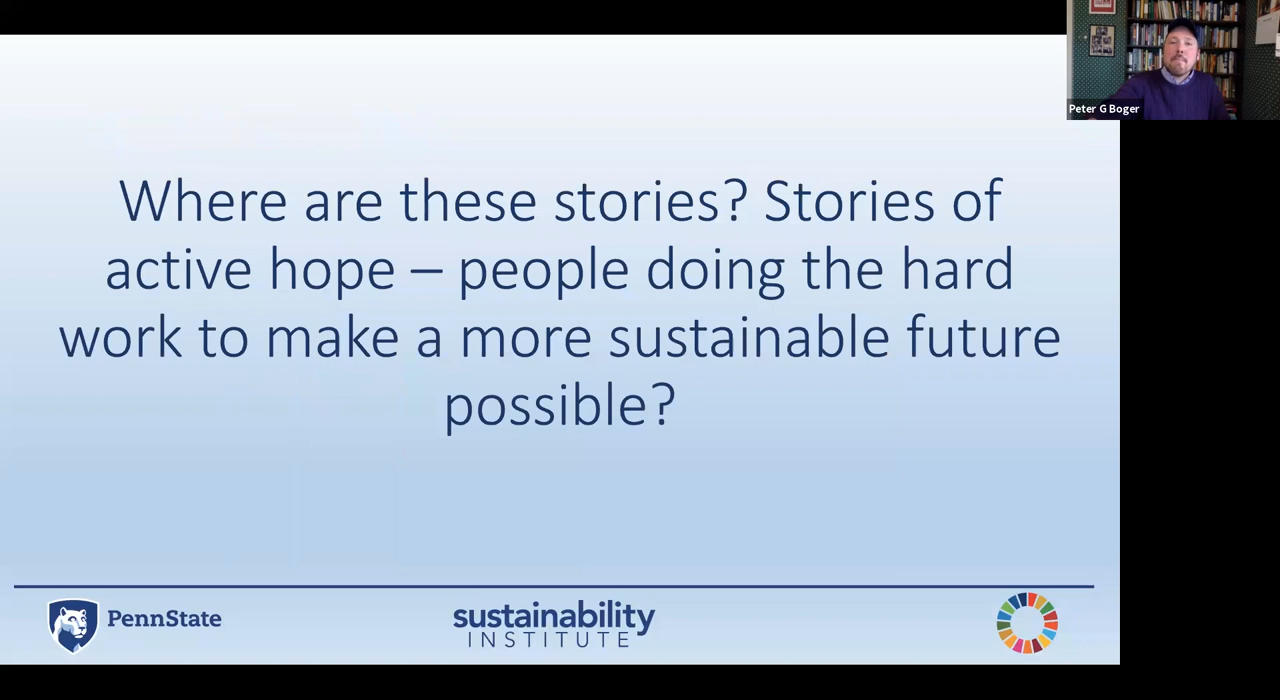 Peter G Boger
Where are these stories? Stories of
active hope – people doing the hard
work to make a more sustainable future
possible?
PennState
sustainability
INSTITUTE